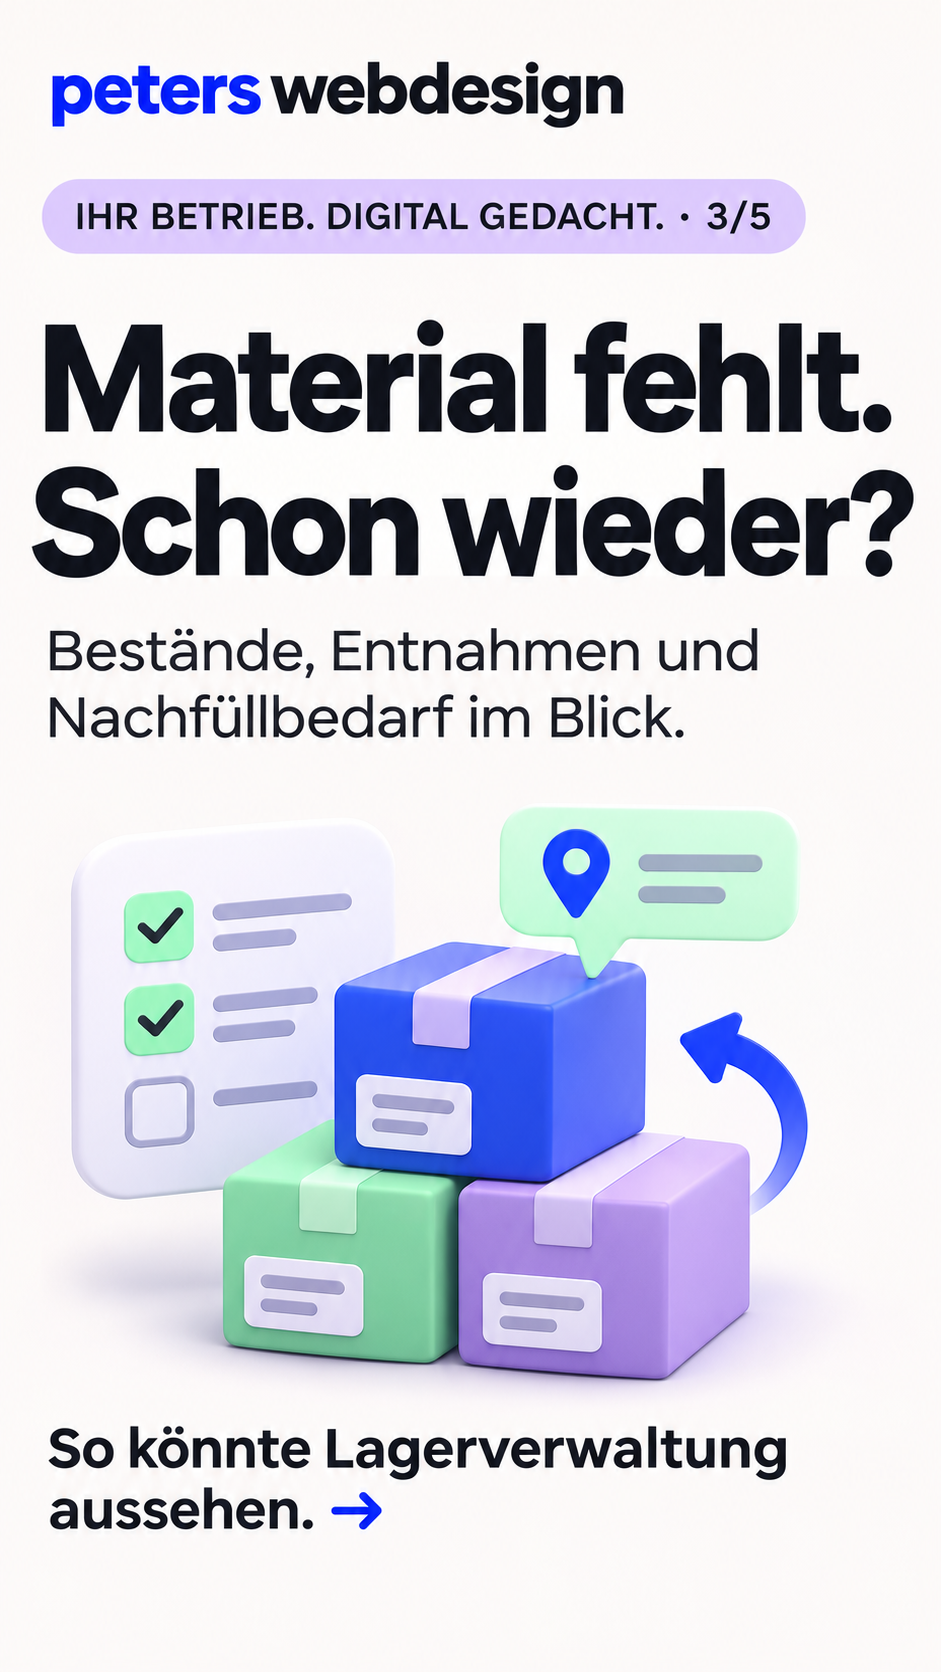 peters webdesign
IHR BETRIEB. DIGITAL GEDACHT. · 3/5
Material fehlt.
Schon wieder?
Bestände, Entnahmen und
Nachfüllbedarf im Blick.
So könnte Lagerverwaltung
aussehen. →